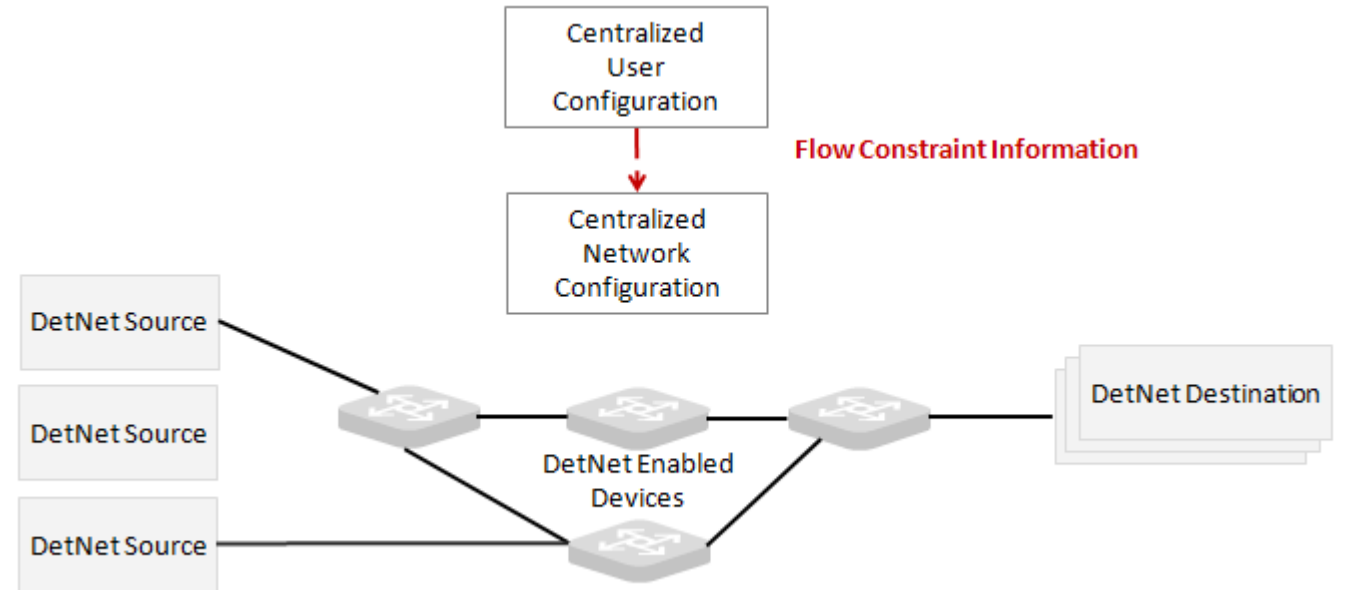 Centralized
User
Configuration
Flow Constraint Information
Centralized
Network
Configuration
DetNet Source
DetNet Source
DetNet Source
DetNet Enabled
Devices
DetNet Destination